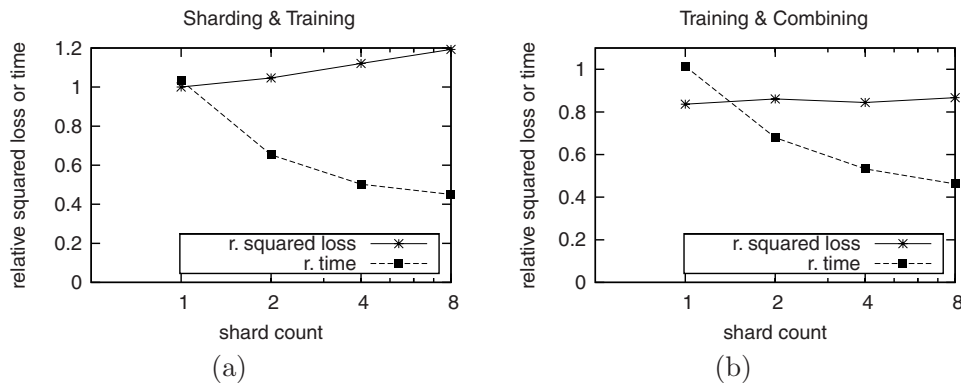 Sharding & Training
relative squared loss or time
1.2
1
0.8
0.6
0.4
0.2
0
r. squared loss
r. time
1
2
4
8
shard count
(a)
Training & Combining
relative squared loss or time
1
0.8
0.6
0.4
0.2
0
r. squared loss
r. time
1
2
4
8
shard count
(b)